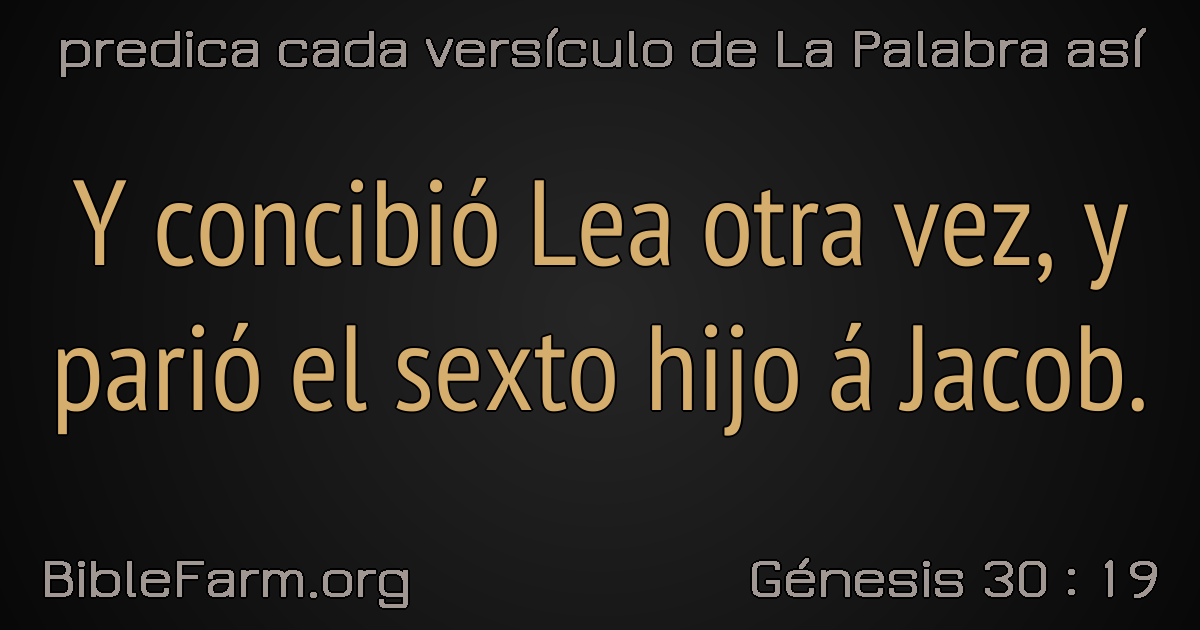 predica cada versículo de La Palabra así
Y concibió Lea otra vez, y
parió el sexto hijo á Jacob.
BibleFarm.org
Génesis 30 : 19